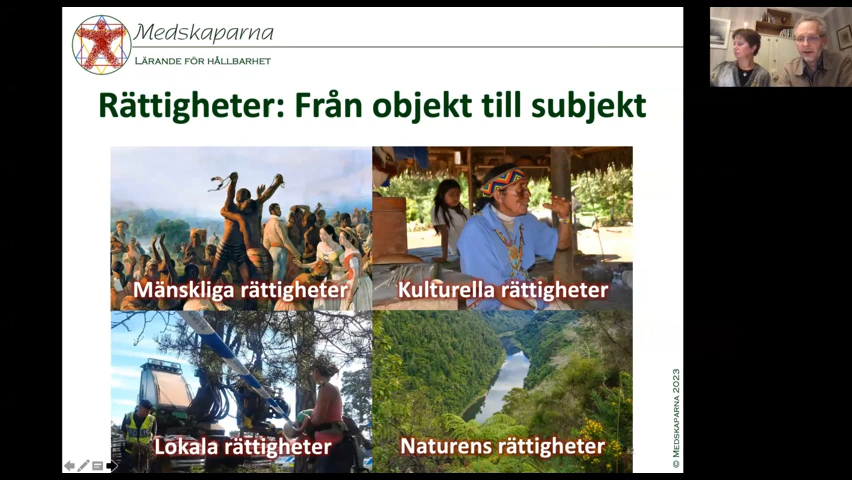 Medskaparna
Lärande för hållbarhet
Rättigheter: Från objekt till subjekt
Mänskliga rättigheter
Kulturella rättigheter
Lokala rättigheter
Naturens rättigheter
© Medskaparna 2023